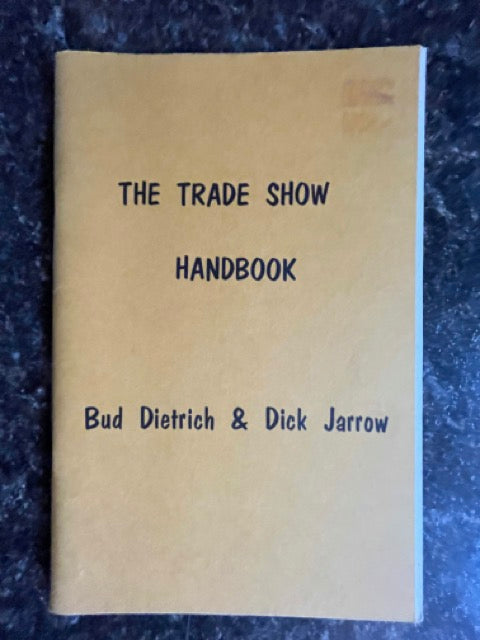 THE TRADE SHOW
HANDBOOK
Bud Dietrich & Dick Jarrow